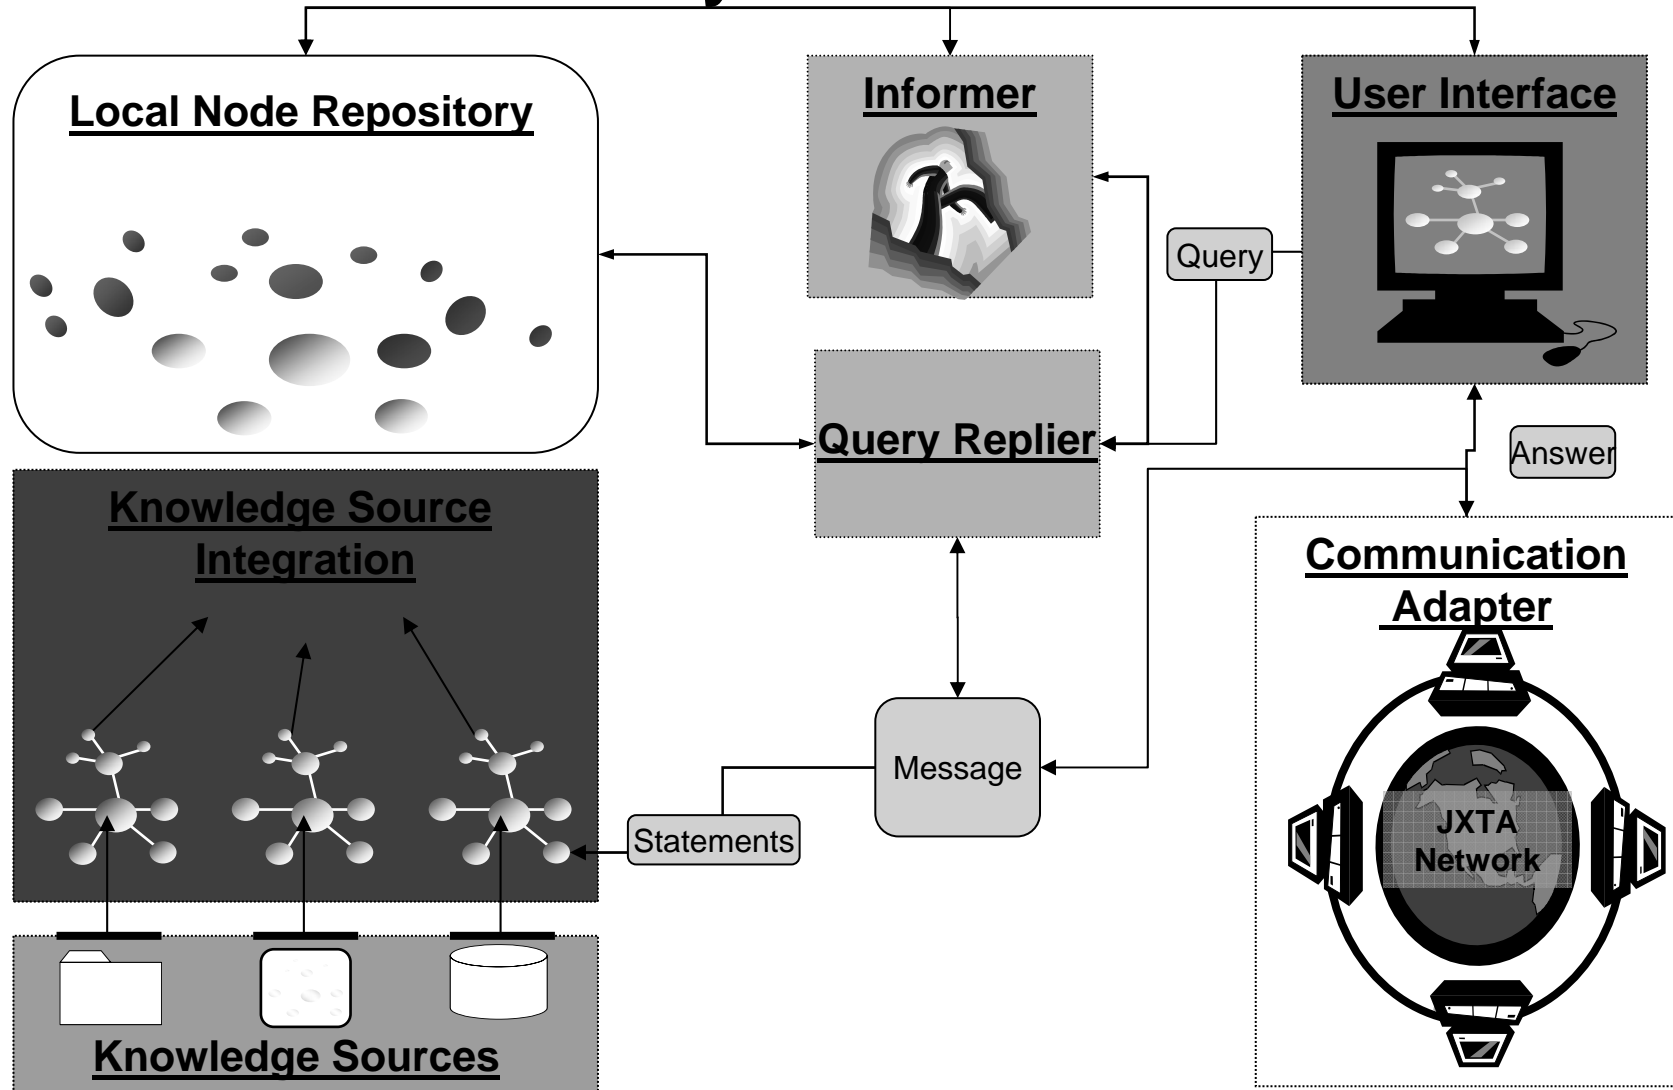 Local Node Repository
Informer
User Interface
Query
Query Replier
Answer
Knowledge Source
Integration
Communication
Adapter
Message
Statements
JXTA
Network
Knowledge Sources